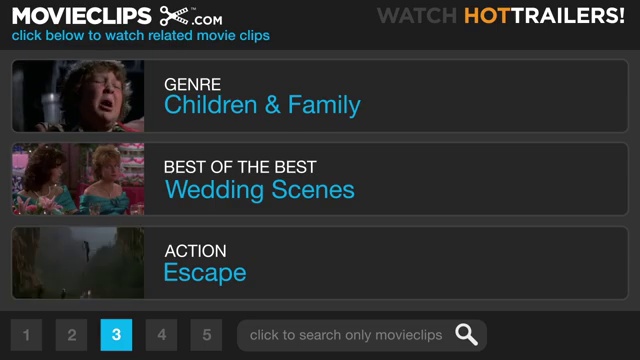 MOVIECLIPS .COM
WATCH HOTTRAILERS!
click below to watch related movie clips
GENRE
Children & Family
BEST OF THE BEST
Wedding Scenes
ACTION
Escape
1 2 3 4 5 click to search only movieclips